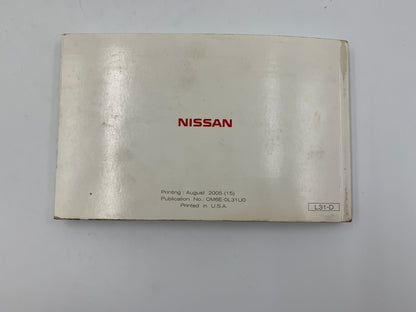 NISSAN
Printing : August 2005 (15)
Publication No.: OM6E-0L31U0
Printed in U.S.A.
L31-D